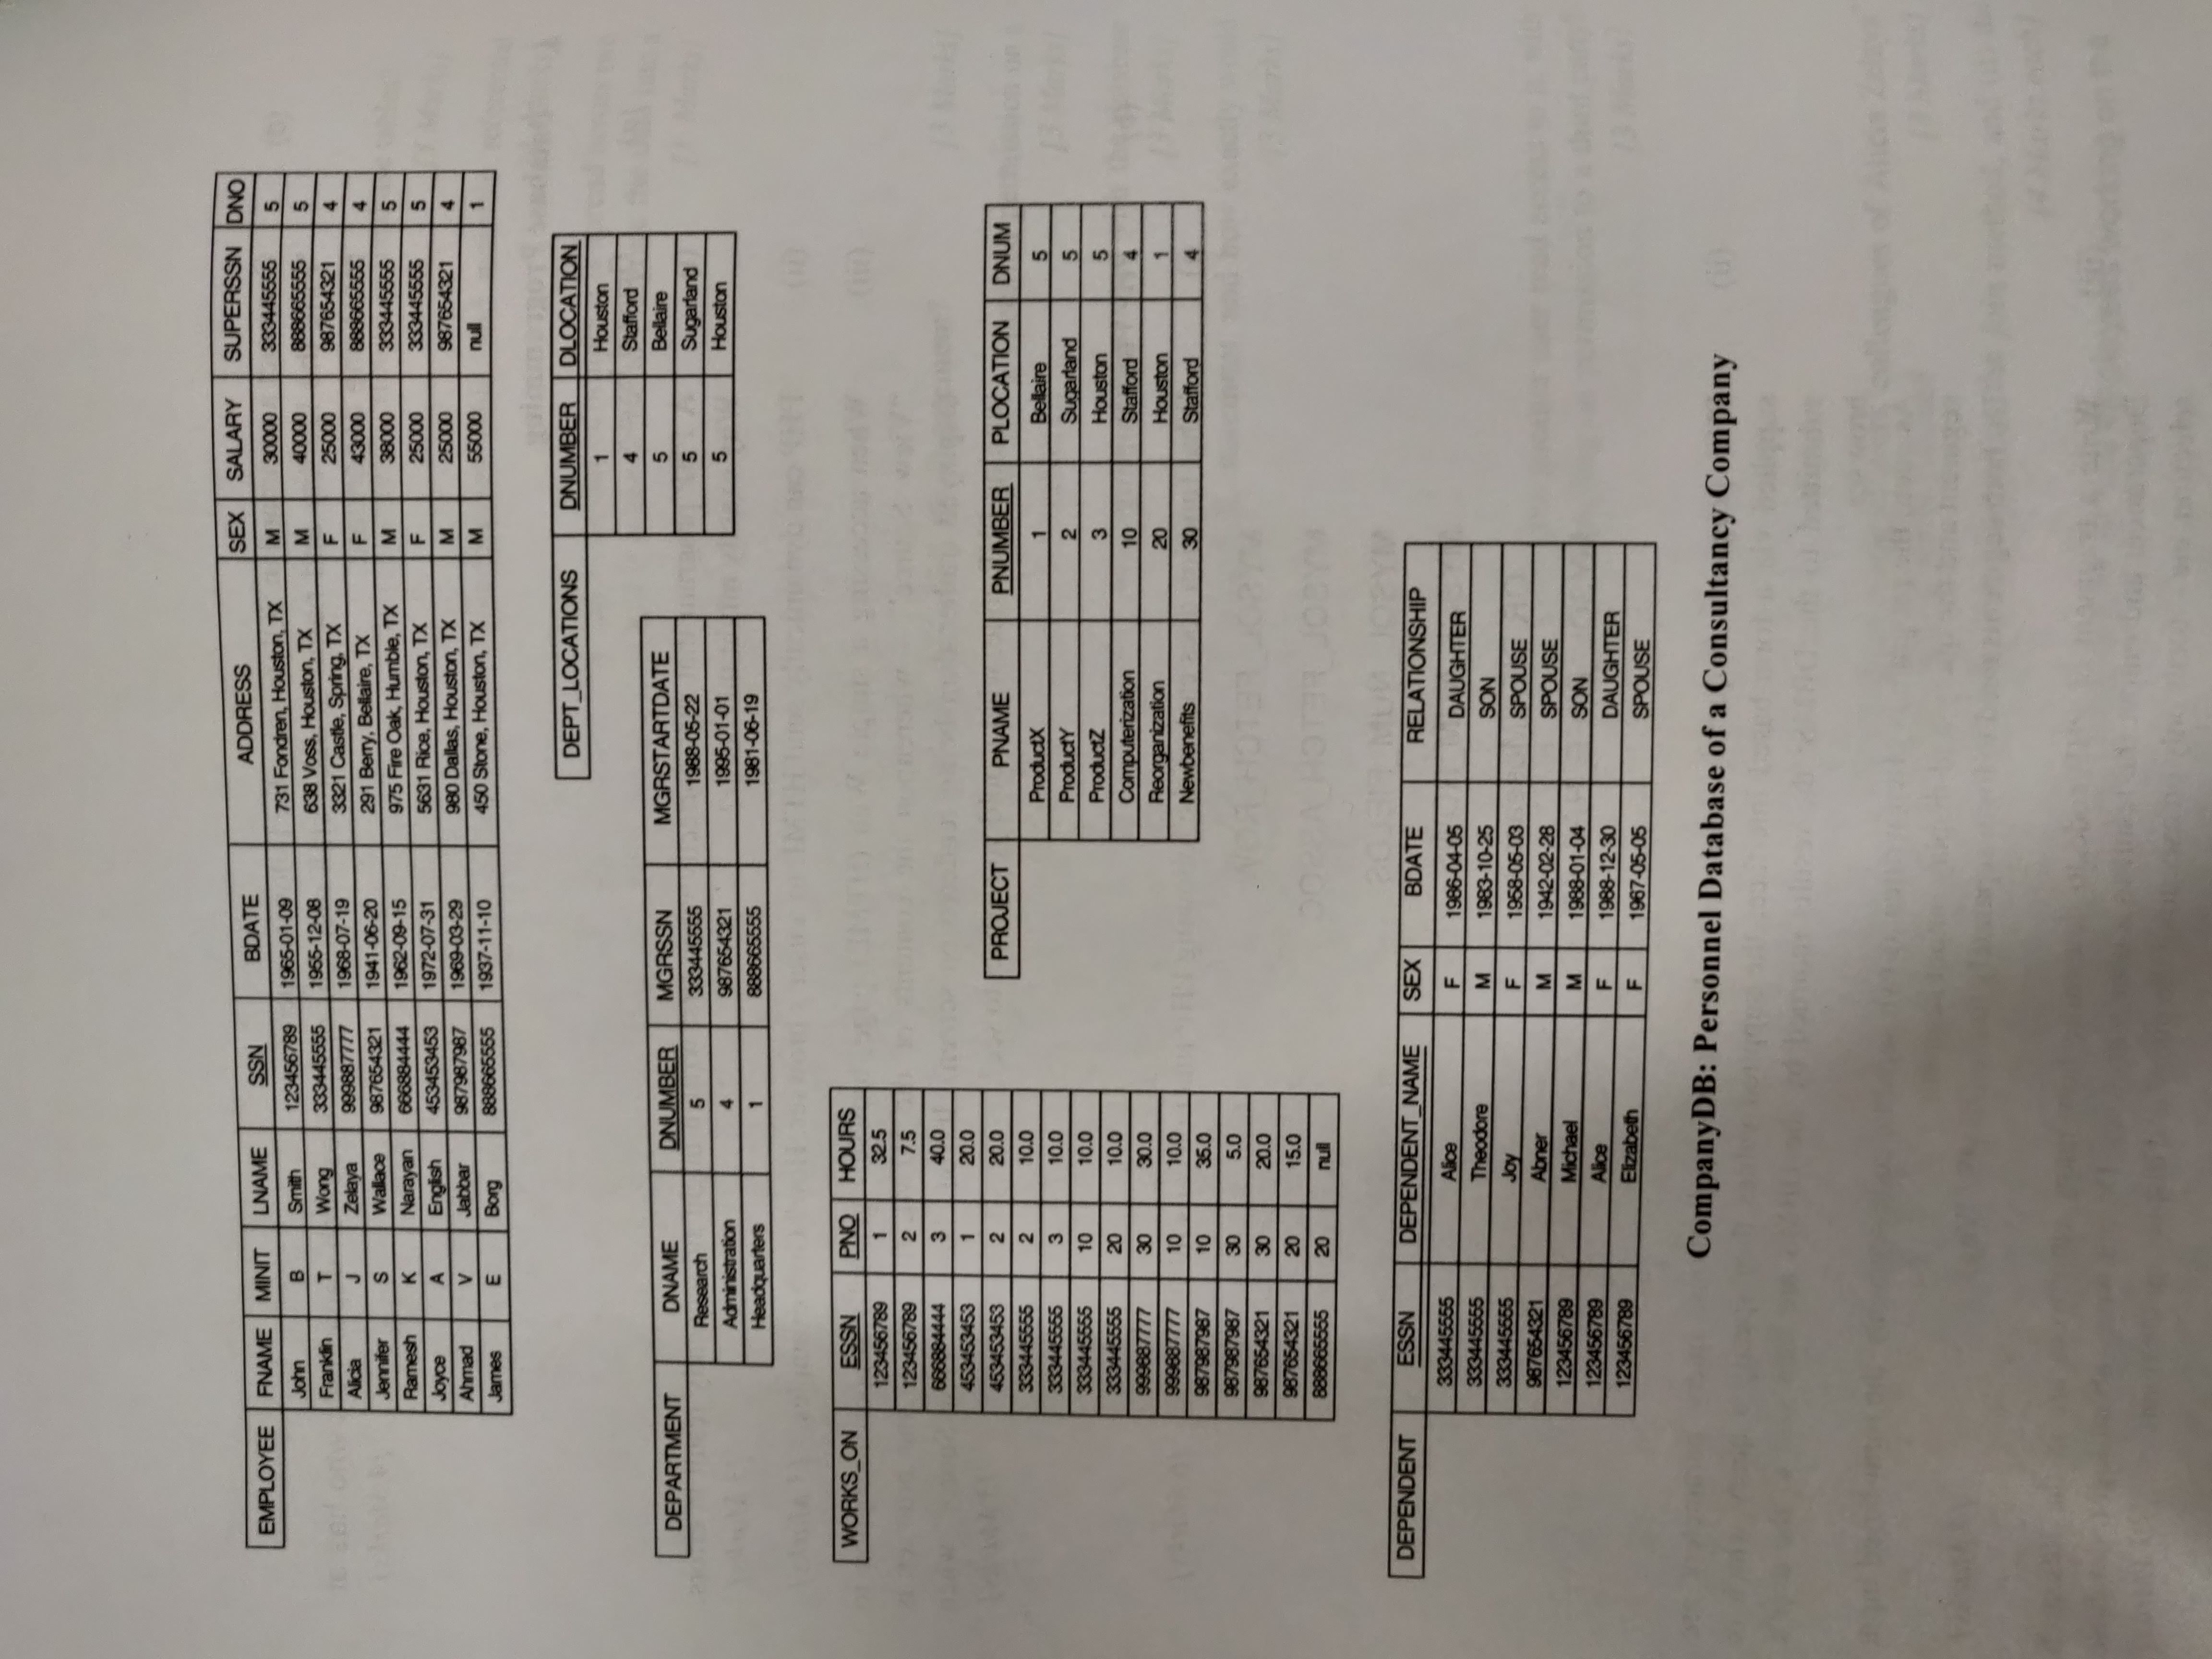 EMPLOYEE FNAME MINIT LNAME SSN BDATE ADDRESS SEX SALARY SUPERSSN DNO
John B Smith 123456789 1965-01-09 731 Fondren, Houston, TX M 30000 333445555 5
Franklin T Wong 333445555 1955-12-08 638 Voss, Houston, TX M 40000 888665555 5
Alicia J Zelaya 999887777 1968-07-19 3321 Castle, Spring, TX F 25000 987654321 4
Jennifer S Wallace 987654321 1941-06-20 291 Berry, Bellaire, TX F 43000 888665555 4
Ramesh K Narayan 666884444 1962-09-15 975 Fire Oak, Humble, TX M 38000 333445555 5
Joyce A English 453453453 1972-07-31 5631 Rice, Houston, TX F 25000 333445555 5
Ahmad V Jabbar 987987987 1969-03-29 980 Dallas, Houston, TX M 25000 987654321 4
James E Borg 888665555 1937-11-10 450 Stone, Houston, TX M 55000 null 1
DEPT_LOCATIONS DNUMBER DLOCATION
1 Houston
4 Stafford
5 Bellaire
5 Sugarland
5 Houston
DEPARTMENT DNAME DNUMBER MGRSSN MGRSTARTDATE
Research 5 333445555 1988-05-22
Administration 4 987654321 1995-01-01
Headquarters 1 888665555 1981-06-19
WORKS_ON ESSN PNO HOURS
123456789 1 32.5
123456789 2 7.5
666884444 3 40.0
453453453 1 20.0
453453453 2 20.0
333445555 2 10.0
333445555 3 10.0
333445555 10 10.0
333445555 20 10.0
999887777 30 30.0
999887777 10 10.0
987987987 10 35.0
987987987 30 5.0
987654321 30 20.0
987654321 20 15.0
888665555 20 null
PROJECT PNAME PNUMBER PLOCATION DNUM
ProductX 1 Bellaire 5
ProductY 2 Sugarland 5
ProductZ 3 Houston 5
Computerization 10 Stafford 4
Reorganization 20 Houston 1
Newbenefits 30 Stafford 4
DEPENDENT ESSN DEPENDENT_NAME SEX BDATE RELATIONSHIP
333445555 Alice F 1986-04-05 DAUGHTER
333445555 Theodore M 1983-10-25 SON
333445555 Joy F 1958-05-03 SPOUSE
987654321 Abner M 1942-02-28 SPOUSE
123456789 Michael M 1988-01-04 SON
123456789 Alice F 1988-12-30 DAUGHTER
123456789 Elizabeth F 1967-05-05 SPOUSE
CompanyDB: Personnel Database of a Consultancy Company